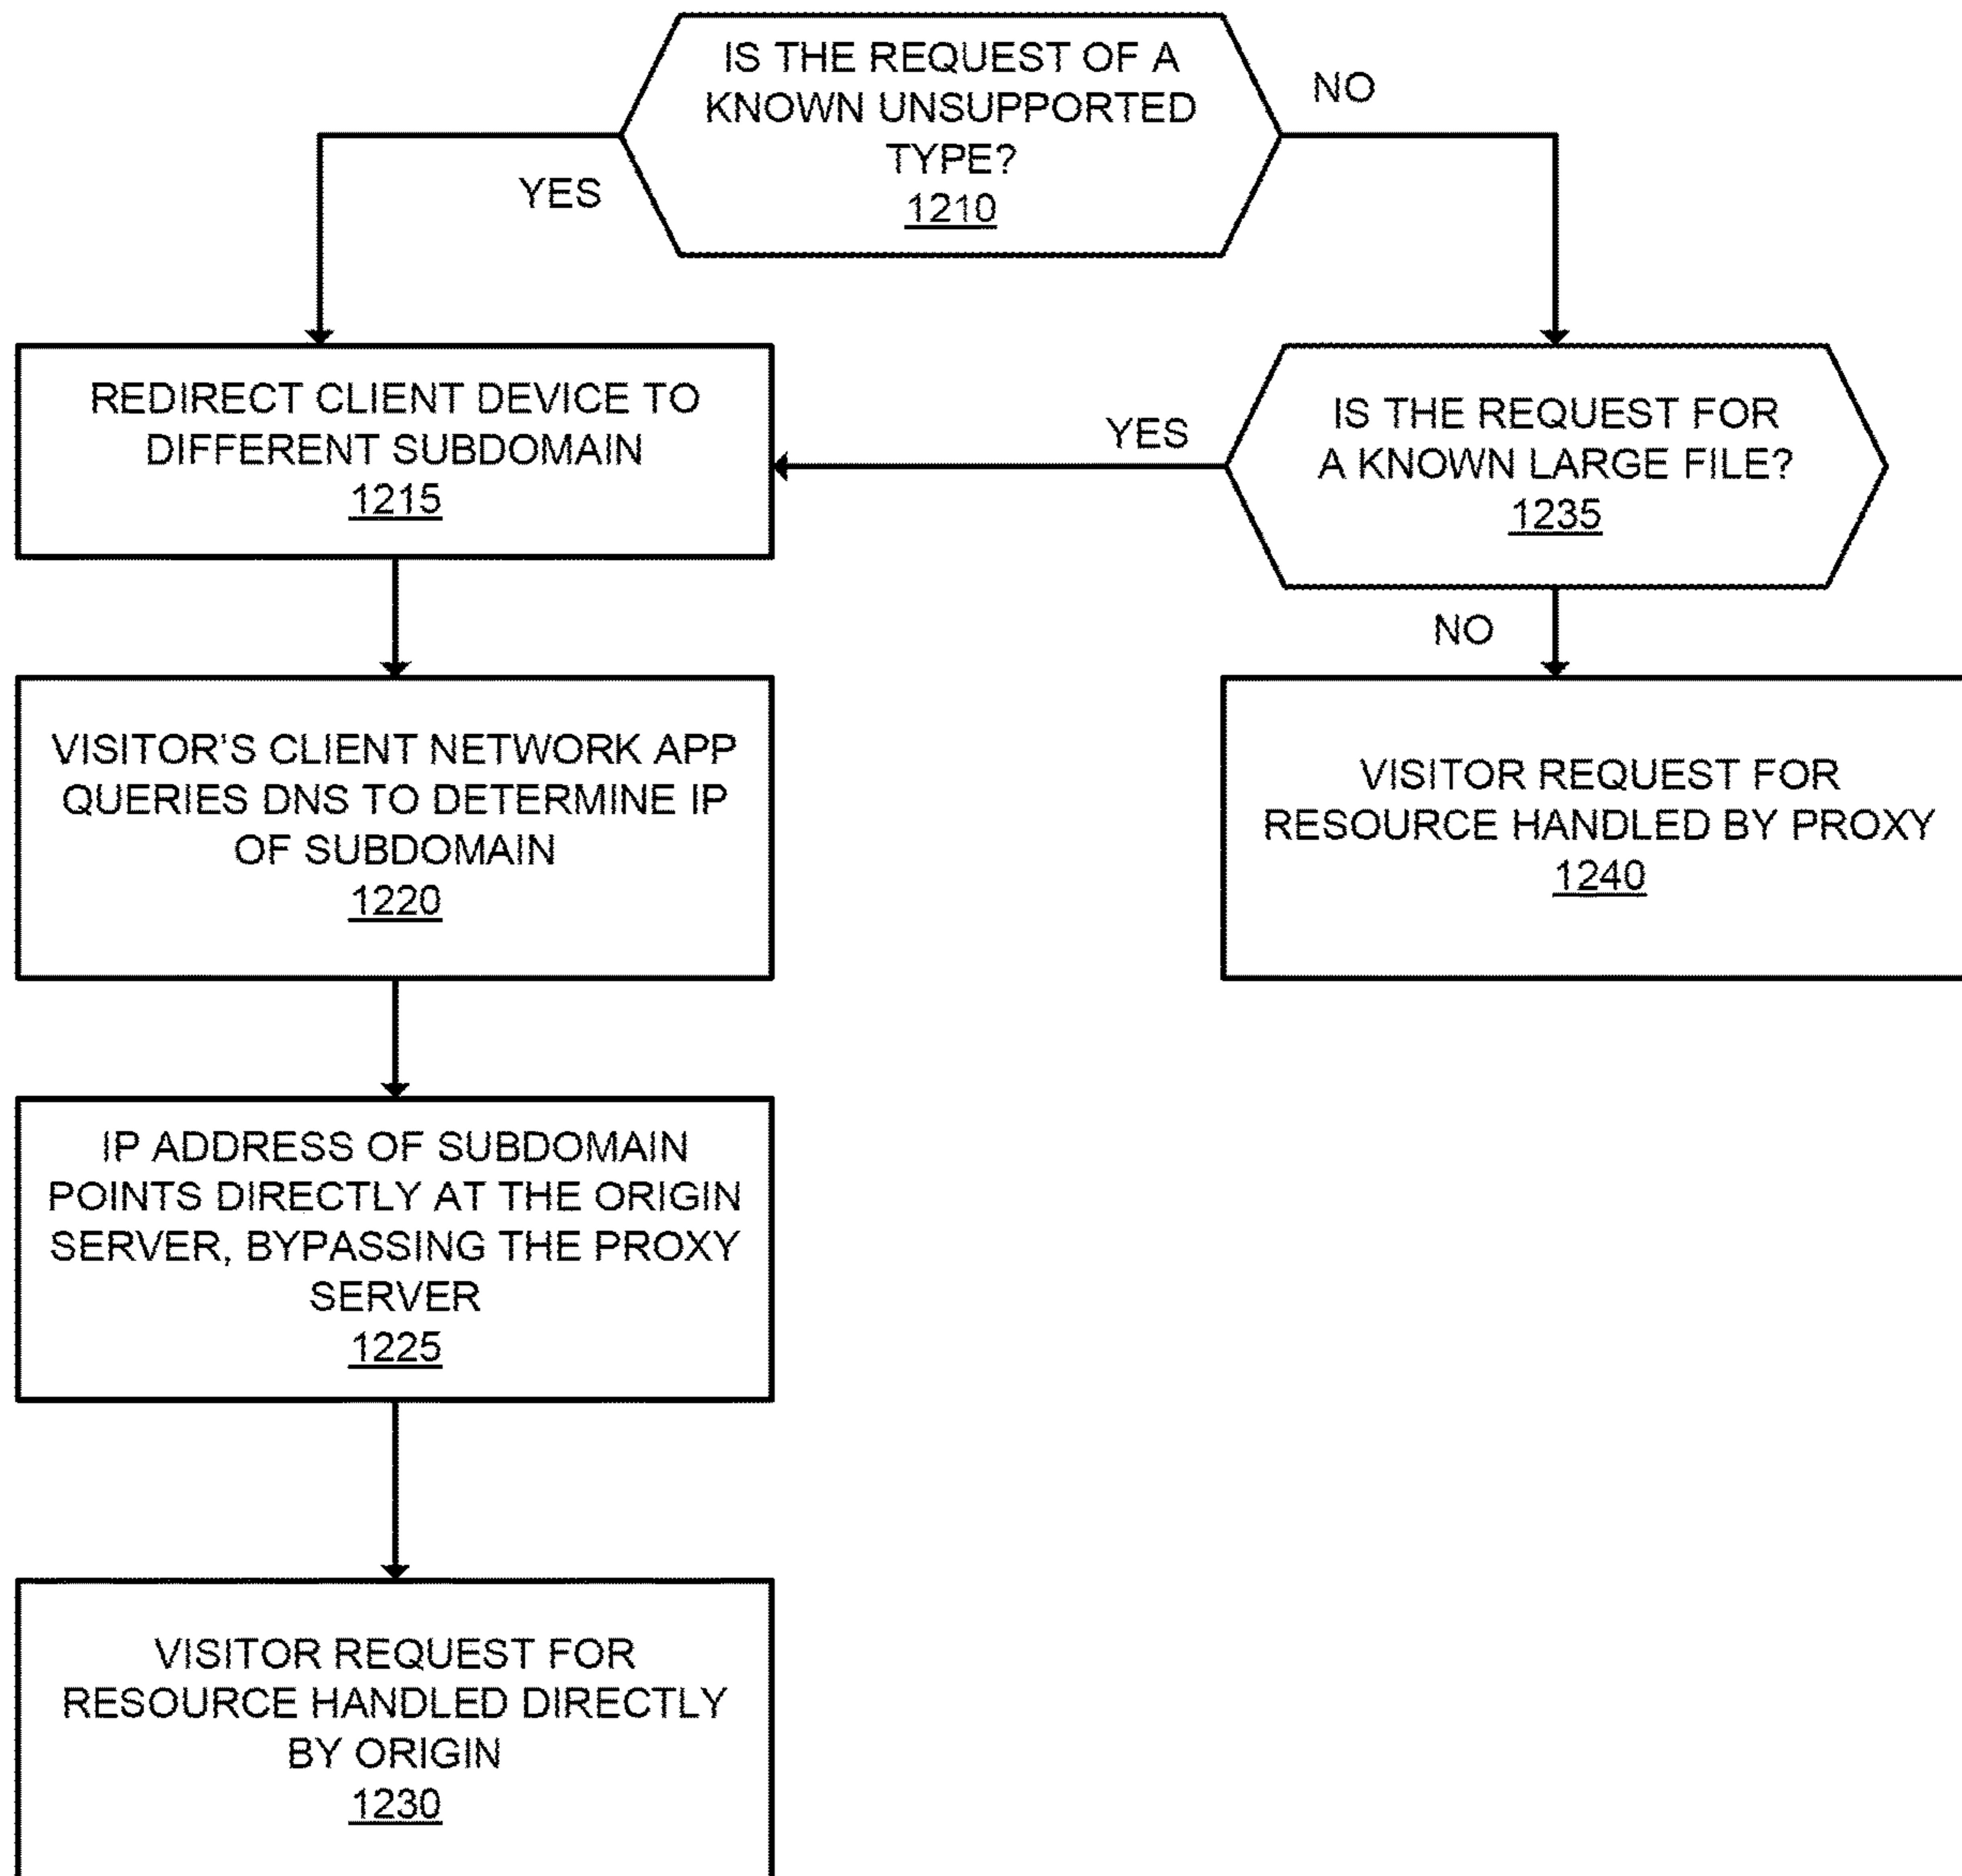 IS THE REQUEST OF A
KNOWN UNSUPPORTED
TYPE?
1210
NO
YES
REDIRECT CLIENT DEVICE TO
DIFFERENT SUBDOMAIN
1215
YES
IS THE REQUEST FOR
A KNOWN LARGE FILE?
1235
NO
VISITOR'S CLIENT NETWORK APP
QUERIES DNS TO DETERMINE IP
OF SUBDOMAIN
1220
VISITOR REQUEST FOR
RESOURCE HANDLED BY PROXY
1240
IP ADDRESS OF SUBDOMAIN
POINTS DIRECTLY AT THE ORIGIN
SERVER, BYPASSING THE PROXY
SERVER
1225
VISITOR REQUEST FOR
RESOURCE HANDLED DIRECTLY
BY ORIGIN
1230